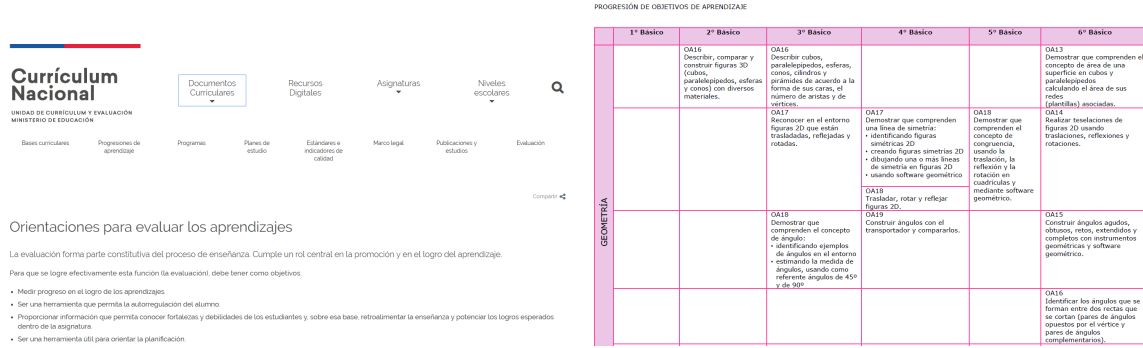 Currículum
Nacional
UNIDAD DE CURRÍCULUM Y EVALUACIÓN
MINISTERIO DE EDUCACIÓN
Documentos
Curriculares
Recursos
Digitales
Asignaturas
Niveles
escolares
Bases curriculares
Progresiones de
aprendizaje
Programas
Planes de
estudio
Estándares e
indicadores de
calidad
Marco legal
Publicaciones y
estudios
Evaluación
Compartir
Orientaciones para evaluar los aprendizajes
La evaluación forma parte constitutiva del proceso de enseñanza. Cumple un rol central en la promoción y en el logro del aprendizaje.
Para que se logre efectivamente esta función (la evaluación), debe tener como objetivos:
• Medir progreso en el logro de los aprendizajes.
• Ser una herramienta que permita la autorregulación del alumno.
• Proporcionar información que permita conocer fortalezas y debilidades de los estudiantes y, sobre esa base, retroalimentar la enseñanza y potenciar los logros esperados
dentro de la asignatura.
• Ser una herramienta útil para orientar la planificación.
PROGRESIÓN DE OBJETIVOS DE APRENDIZAJE
1° Básico
2° Básico
3° Básico
4° Básico
5° Básico
6° Básico
GEOMETRÍA
OA16
Describir, comparar y
construir figuras 3D
(cubos,
paralelepípedos, esferas
y conos) con diversos
materiales.
OA16
Describir cubos,
paralelepípedos, esferas,
conos, cilindros y
pirámides de acuerdo a la
forma de sus caras, el
número de aristas y de
vértices.
OA13
Demostrar que comprenden el
concepto de área de una
superficie en cubos y
paralelepípedos
calculando el área de sus
redes
(plantillas) asociadas.
OA17
Reconocer en el entorno
figuras 2D que están
trasladadas, reflejadas y
rotadas.
OA17
Demostrar que comprenden
una línea de simetría:
• identificando figuras
simétricas 2D
• creando figuras simetrías 2D
• dibujando una o más líneas
de simetría en figuras 2D
• usando software geométrico
OA18
Trasladar, rotar y reflejar
figuras 2D.
OA18
Demostrar que
comprenden el
concepto de
congruencia,
usando la
traslación, la
reflexión y la
rotación en
cuadrículas y
mediante software
geométrico.
OA14
Realizar teselaciones de
figuras 2D usando
traslaciones, reflexiones y
rotaciones.
OA18
Demostrar que
comprenden el concepto
de ángulo:
• identificando ejemplos
de ángulos en el entorno
• estimando la medida de
ángulos, usando como
referente ángulos de 45º
y de 90º
OA19
Construir ángulos con el
transportador y compararlos.
OA15
Construir ángulos agudos,
obtusos, retos, extendidos y
completos con instrumentos
geométricas y software
geométrico.
OA16
Identificar los ángulos que se
forman entre dos rectas que
se cortan (pares de ángulos
opuestos por el vértice y
pares de ángulos
complementarios).